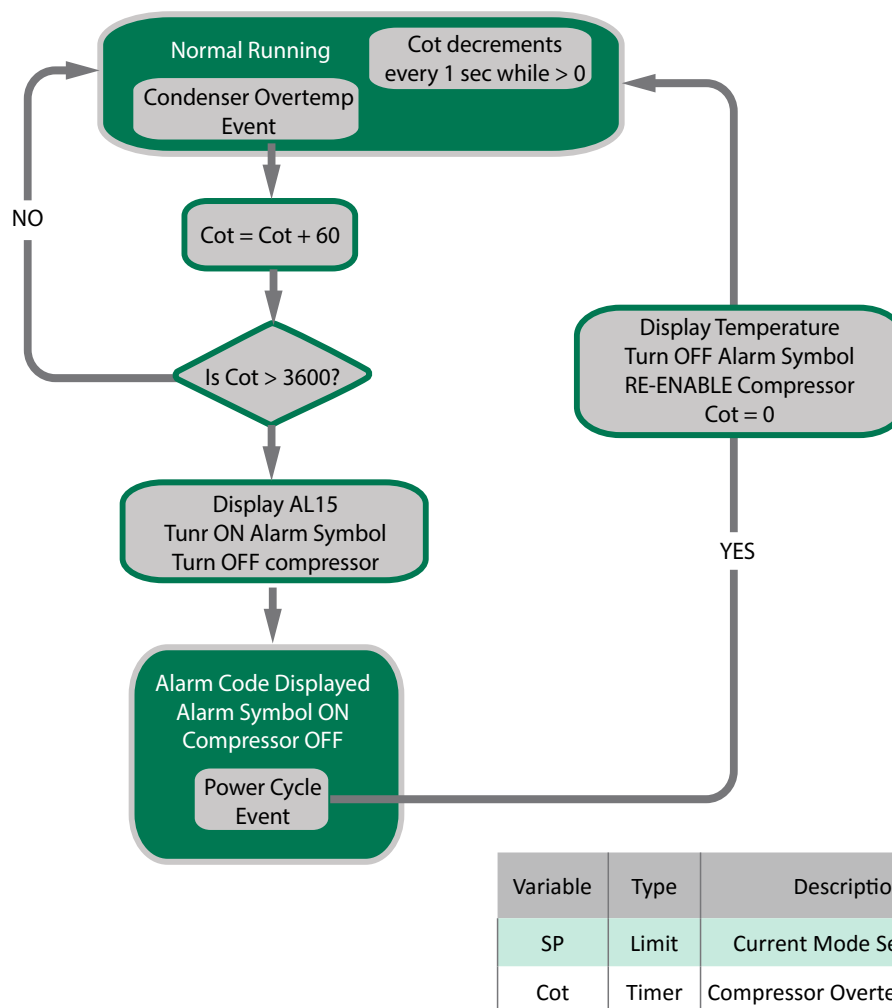 Normal Running
Cot decrements
every 1 sec while > 0
Condenser Overtemp
Event
NO
Cot = Cot + 60
Is Cot > 3600?
Display Temperature
Turn OFF Alarm Symbol
RE-ENABLE Compressor
Cot = 0
Display AL15
Tunr ON Alarm Symbol
Turn OFF compressor
YES
Alarm Code Displayed
Alarm Symbol ON
Compressor OFF
Power Cycle
Event
Variable Type
SP Limit Current Mode
Cot Timer Compressor